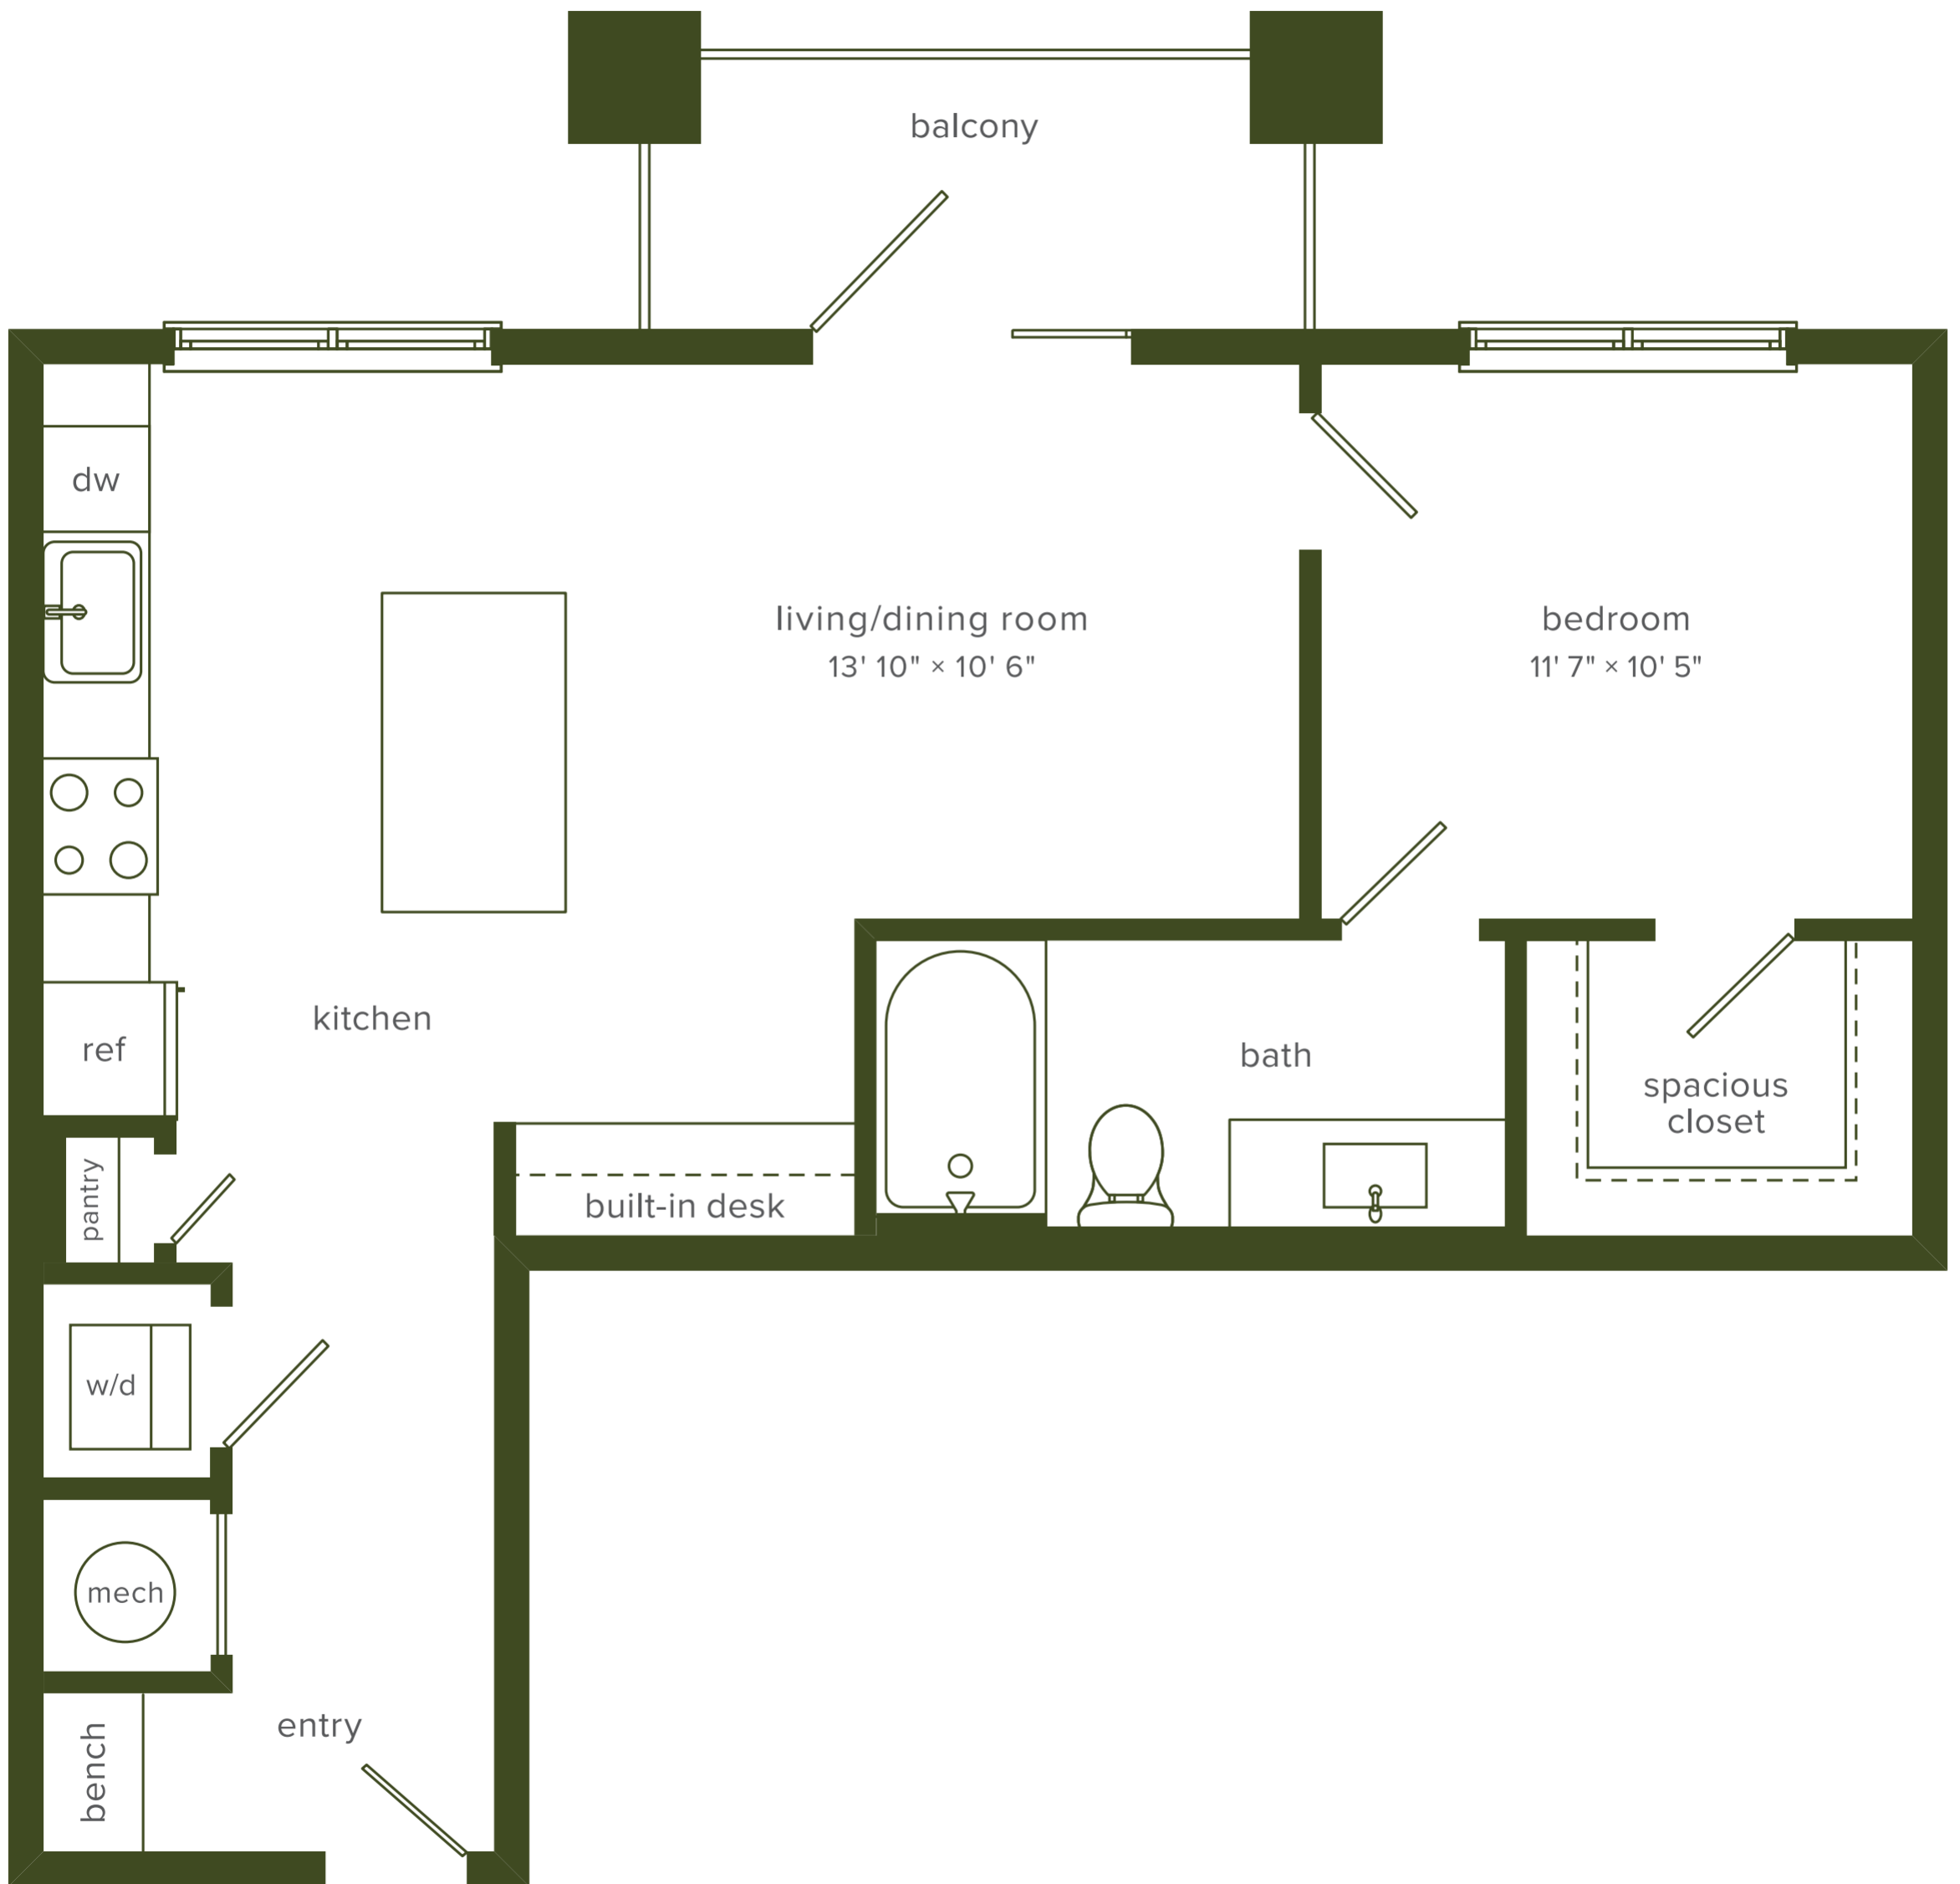 balcony
dw
living/dining room
13' 10" × 10' 6"
bedroom
11' 7" × 10' 5"
kitchen
ref
bath
spacious
closet
pantry
built-in desk
w/d
mech
entry
bench